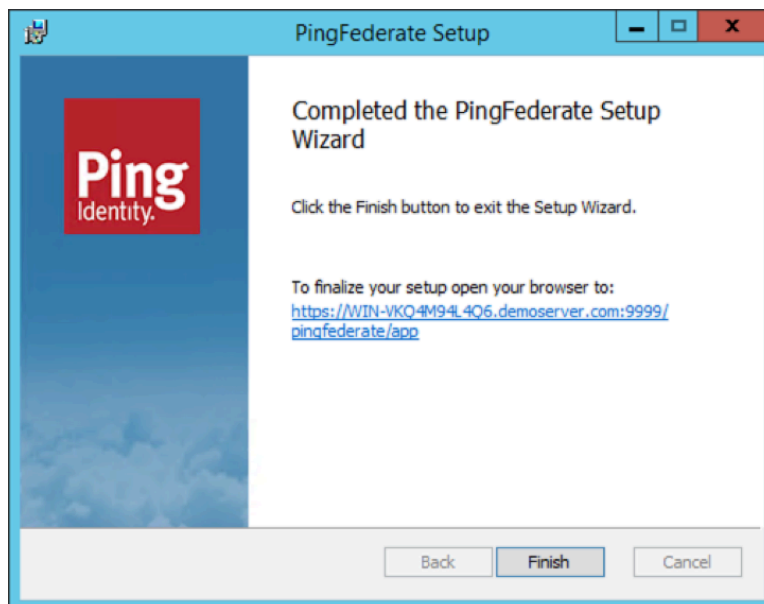 PingFederate Setup
Ping
Identity.
Completed the PingFederate Setup
Wizard
Click the Finish button to exit the Setup Wizard.
To finalize your setup open your browser to:
https://WIN-VKQ4M94L4Q6.demoserver.com:9999/
pingfederate/app
Back
Finish
Cancel